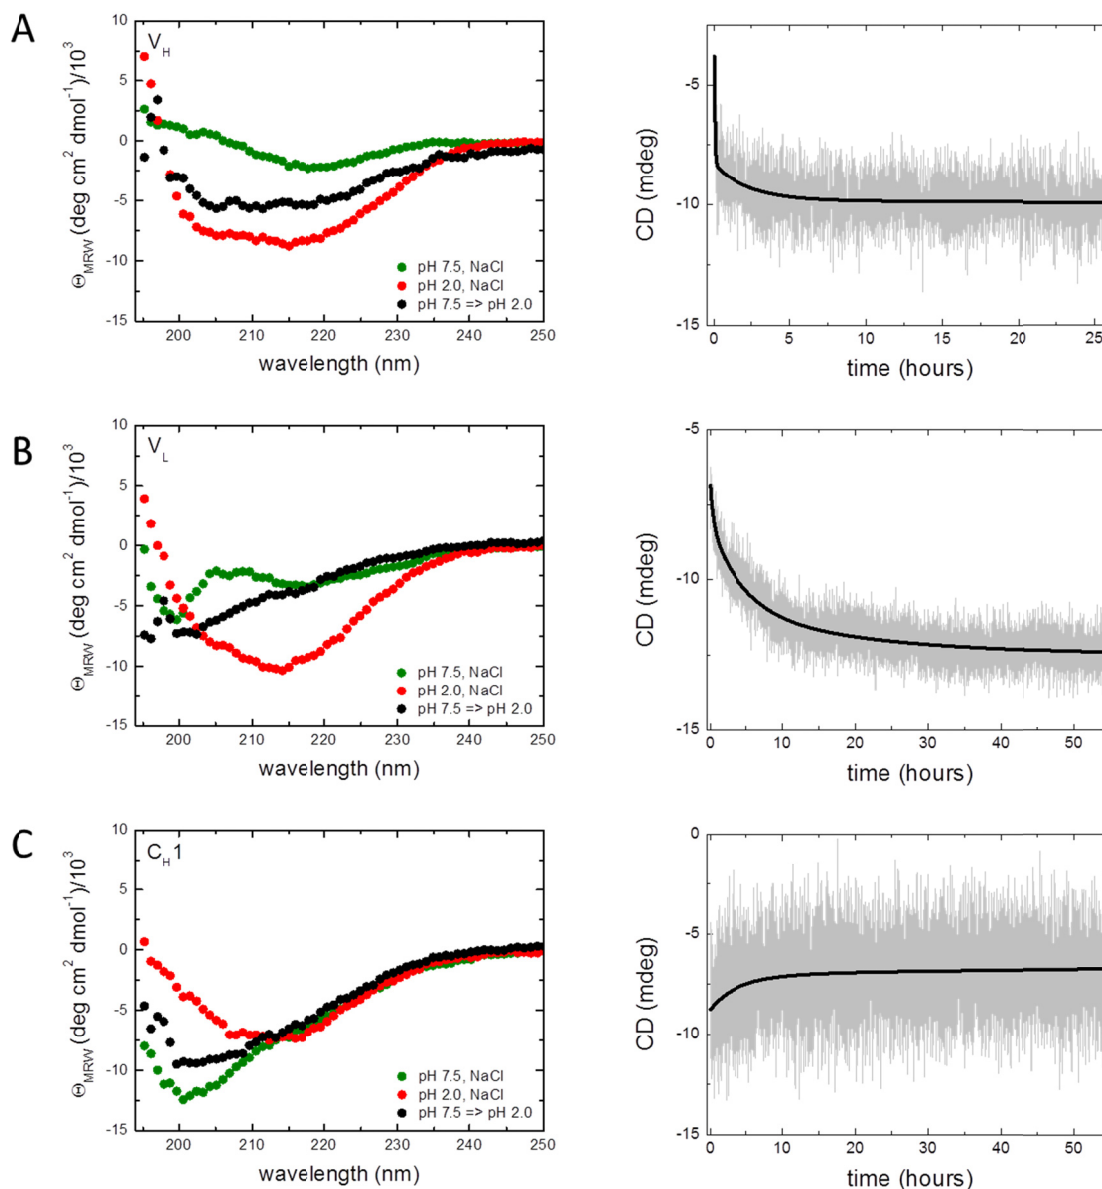 A
V_H
Θ_MRW (deg cm² dmol⁻¹)/10³
10
5
0
-5
-10
-15
200 210 220 230 240 250
wavelength (nm)
pH 7.5, NaCl
pH 2.0, NaCl
pH 7.5 => pH 2.0
CD (mdeg)
-5
-10
-15
0 5 10 15 20 25
time (hours)
B
V_L
Θ_MRW (deg cm² dmol⁻¹)/10³
10
5
0
-5
-10
-15
200 210 220 230 240 250
wavelength (nm)
pH 7.5, NaCl
pH 2.0, NaCl
pH 7.5 => pH 2.0
CD (mdeg)
-5
-10
-15
0 10 20 30 40 50
time (hours)
C
C_H1
Θ_MRW (deg cm² dmol⁻¹)/10³
10
5
0
-5
-10
-15
200 210 220 230 240 250
wavelength (nm)
pH 7.5, NaCl
pH 2.0, NaCl
pH 7.5 => pH 2.0
CD (mdeg)
0
-5
-10
-15
0 10 20 30 40 50
time (hours)